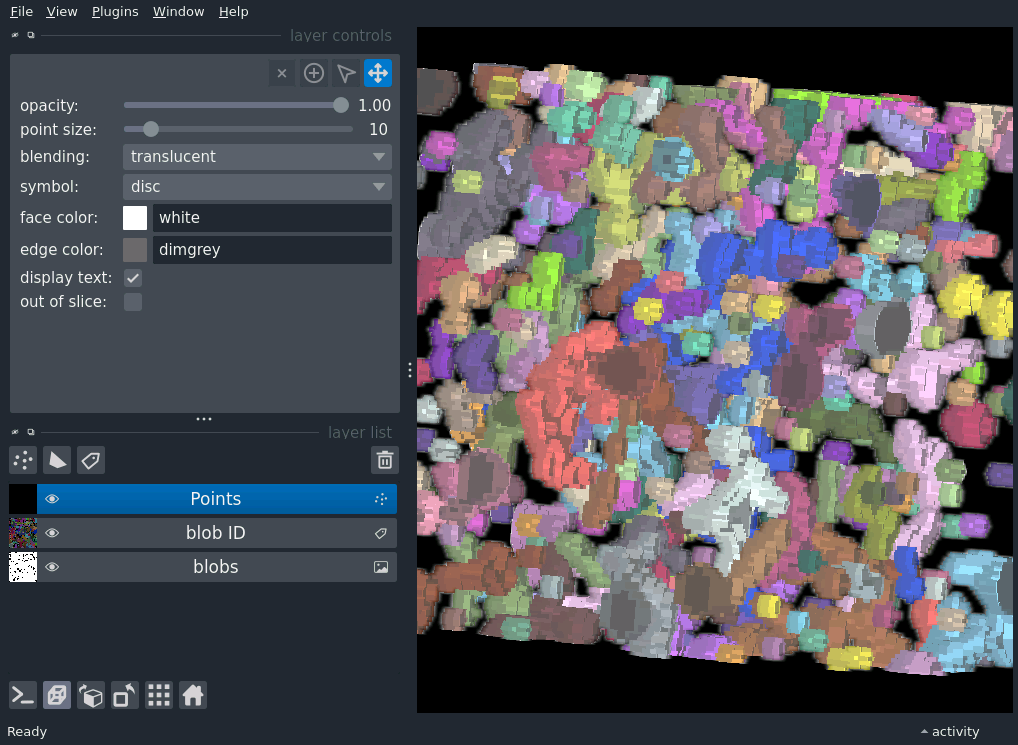 File View Plugins Window Help
layer controls
opacity: 1.00
point size: 10
blending: translucent
symbol: disc
face color: white
edge color: dimgrey
display text:
out of slice:
layer list
Points
blob ID
blobs
Ready activity